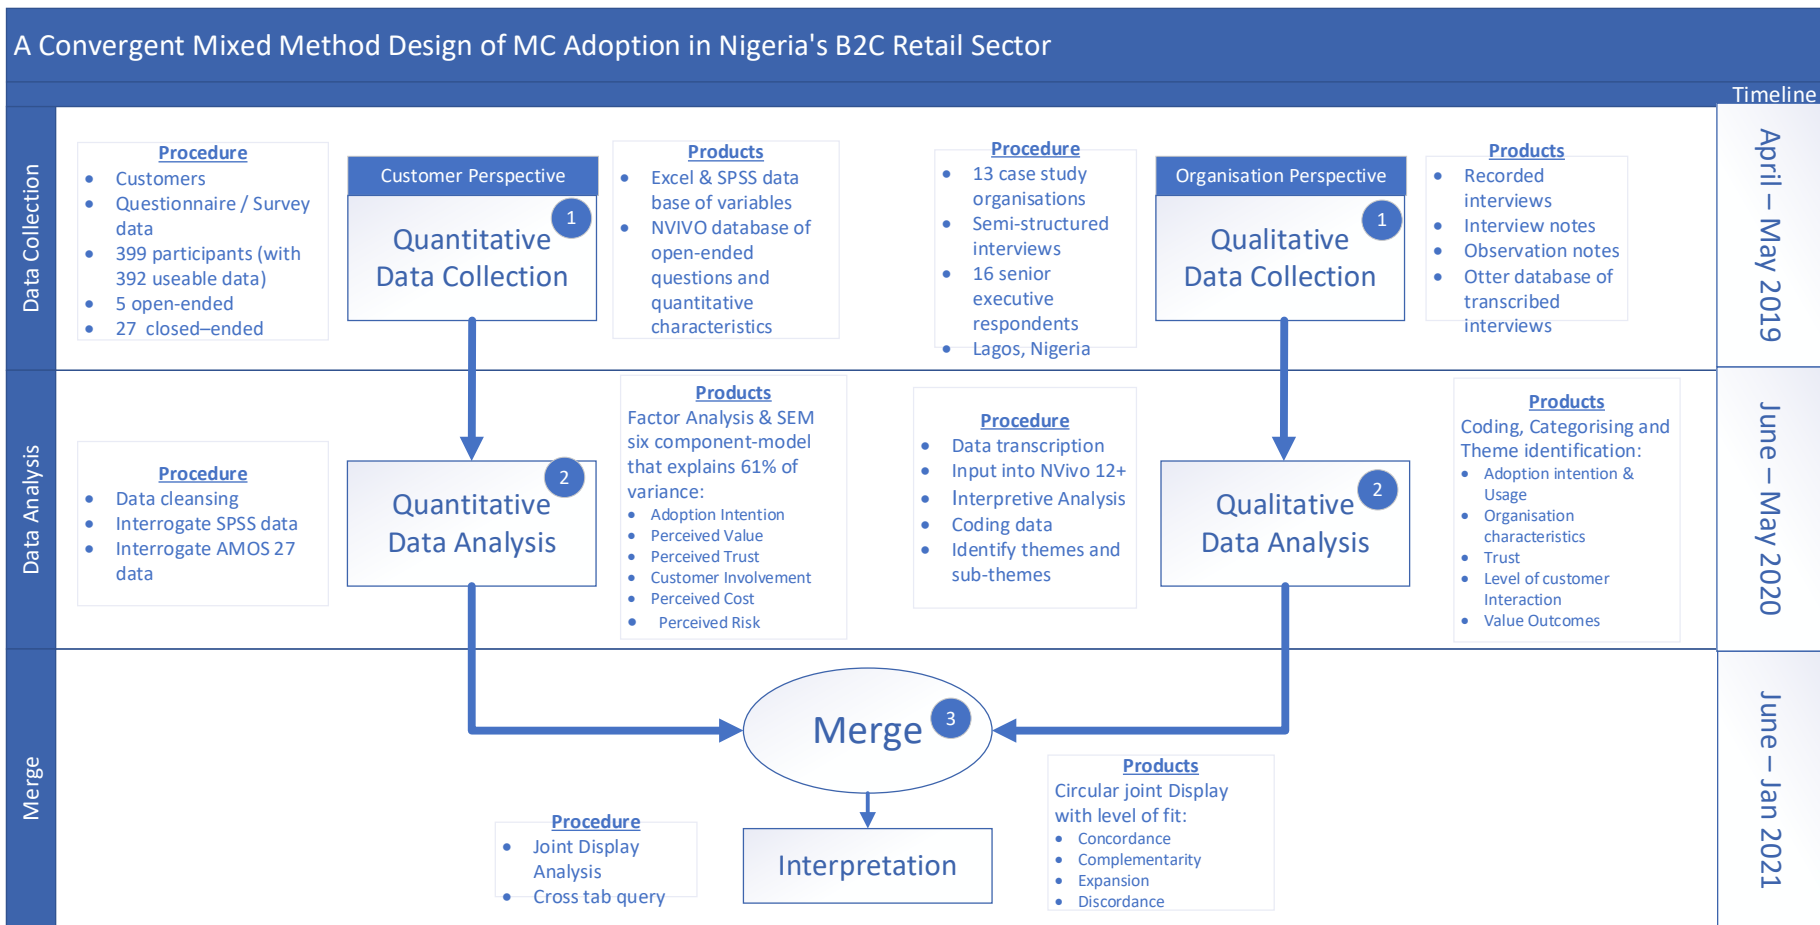 A Convergent Mixed Method Design of MC Adoption in Nigeria's B2C Retail Sector
Timeline
Data Collection
Procedure
• Customers
• Questionnaire / Survey
data
• 399 participants (with
392 useable data)
• 5 open-ended
• 27 closed–ended
Customer Perspective
1
Quantitative
Data Collection
Products
• Excel & SPSS data
base of variables
• NVIVO database of
open-ended
questions and
quantitative
characteristics
Procedure
• 13 case study
organisations
• Semi-structured
interviews
• 16 senior
executive
respondents
• Lagos, Nigeria
Organisation Perspective
1
Qualitative
Data Collection
Products
• Recorded
interviews
• Interview notes
• Observation notes
• Otter database of
transcribed
interviews
April – May 2019
Data Analysis
Procedure
• Data cleansing
• Interrogate SPSS data
• Interrogate AMOS 27
data
2
Quantitative
Data Analysis
Products
Factor Analysis & SEM
six component-model
that explains 61% of
variance:
• Adoption Intention
• Perceived Value
• Perceived Trust
• Customer Involvement
• Perceived Cost
• Perceived Risk
Procedure
• Data transcription
• Input into NVivo 12+
• Interpretive Analysis
• Coding data
• Identify themes and
sub-themes
2
Qualitative
Data Analysis
Products
Coding, Categorising and
Theme identification:
• Adoption intention &
Usage
• Organisation
characteristics
• Trust
• Level of customer
Interaction
• Value Outcomes
June – May 2020
Merge
Merge
3
Procedure
• Joint Display
Analysis
• Cross tab query
Interpretation
Products
Circular joint Display
with level of fit:
• Concordance
• Complementarity
• Expansion
• Discordance
June – Jan 2021